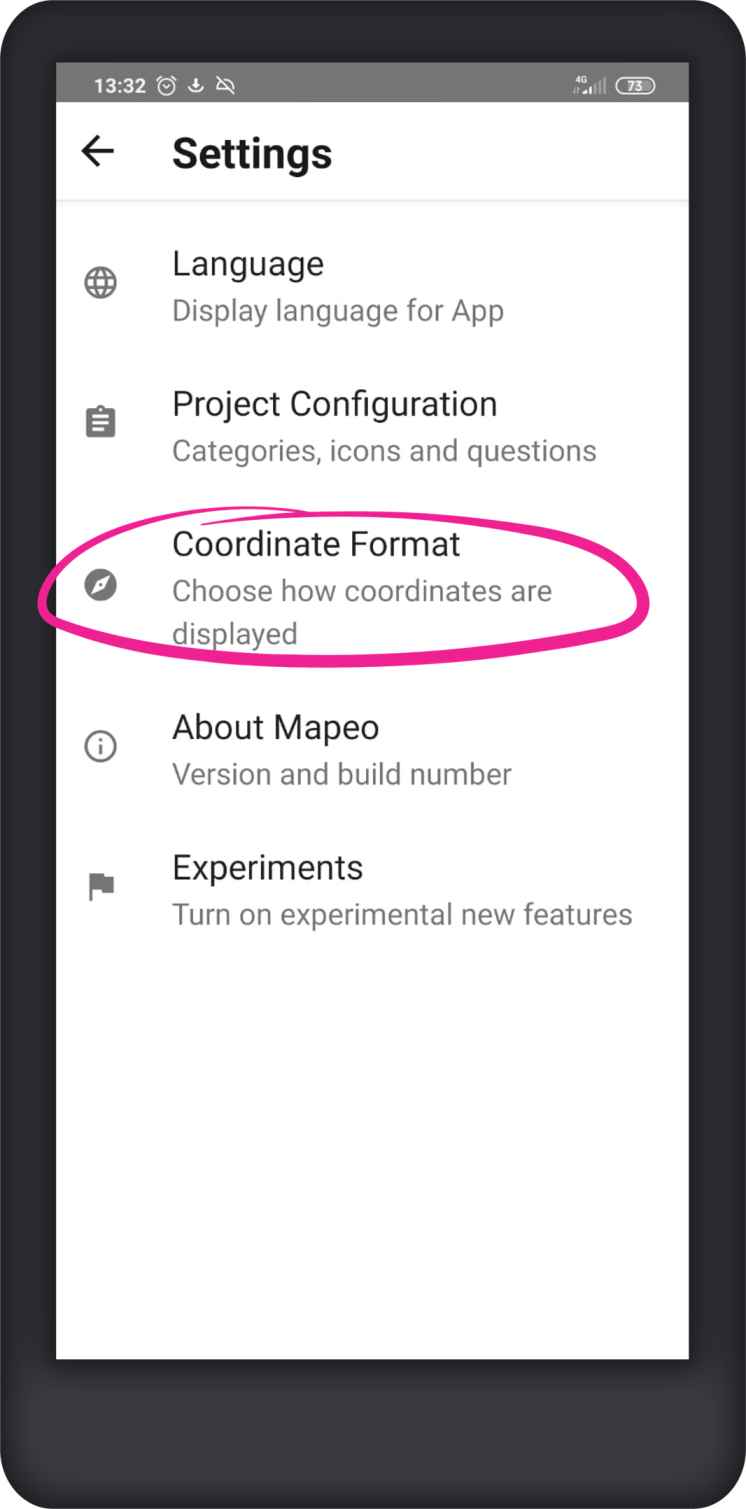 13:32 4G 73
Settings
Language
Display language for App
Project Configuration
Categories, icons and questions
Coordinate Format
Choose how coordinates are
displayed
About Mapeo
Version and build number
Experiments
Turn on experimental new features